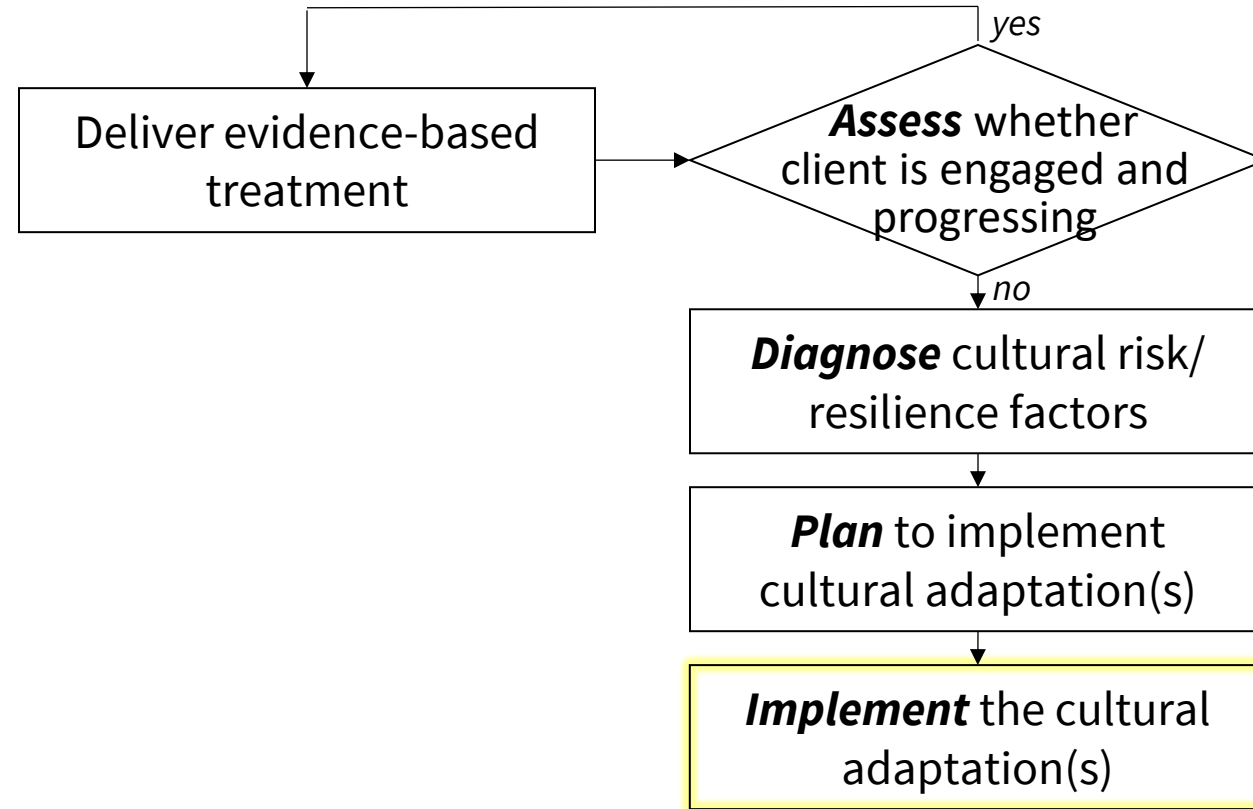 yes
Deliver evidence-based
treatment
Assess whether
client is engaged and
progressing
no
Diagnose cultural risk/
resilience factors
Plan to implement
cultural adaptation(s)
Implement the cultural
adaptation(s)